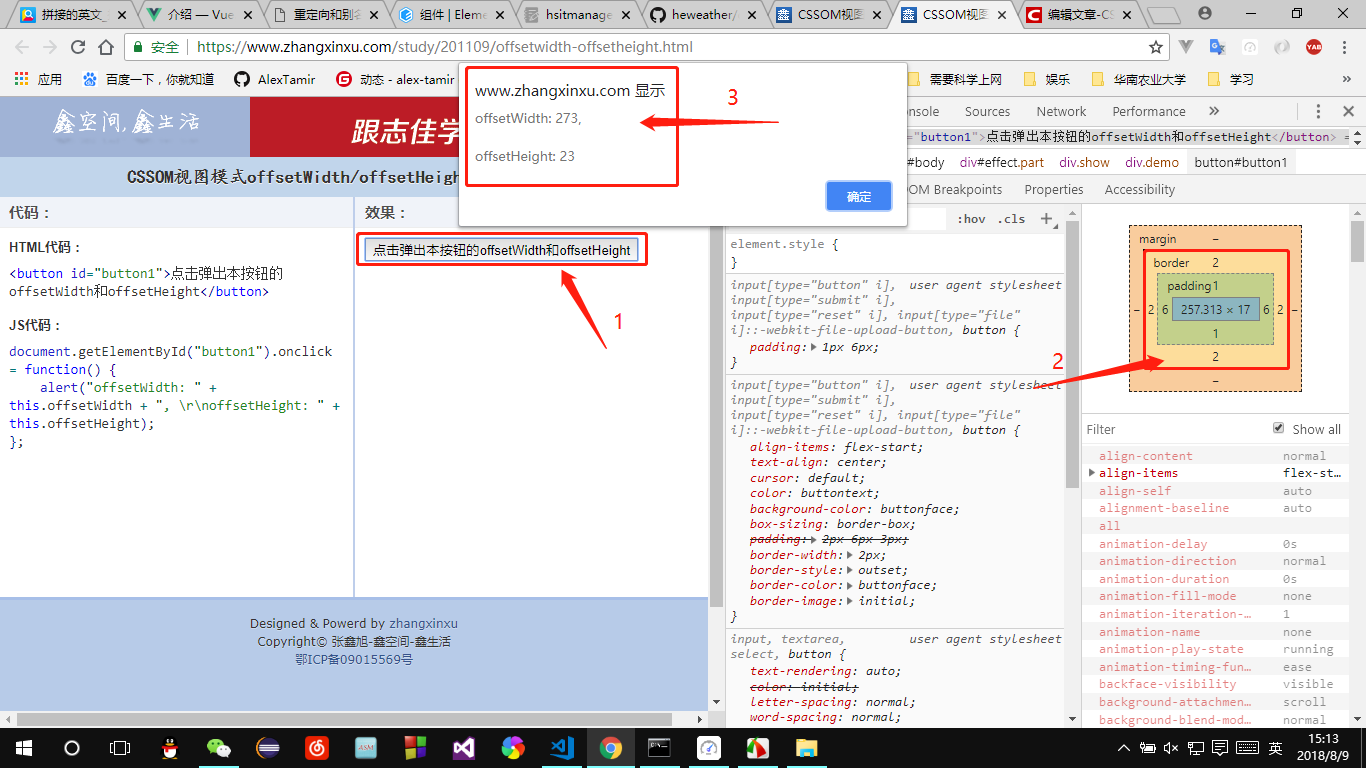 拼接的英文_
介绍 — Vue
重定向和别名
组件 | Elem
hsitmanage
heweather/
CSSOM视图
CSSOM视图
编辑文章-CS
安全 https://www.zhangxinxu.com/study/201109/offsetwidth-offsetheight.html
应用 百度一下，你就知道 AlexTamir 动态 - alex-tamir 需要科学上网 娱乐 华南农业大学 学习
鑫空间,鑫生活
跟志佳学
CSSOM视图模式offsetWidth/offsetHeigh
代码：
HTML代码：
<button id="button1">点击弹出本按钮的
offsetWidth和offsetHeight</button>
JS代码：
document.getElementById("button1").onclick
= function() {
alert("offsetWidth: " +
this.offsetWidth + ", \r\noffsetHeight: " +
this.offsetHeight);
};
效果：
点击弹出本按钮的offsetWidth和offsetHeight
1
www.zhangxinxu.com 显示
offsetWidth: 273,
offsetHeight: 23
确定
3
Designed & Powerd by zhangxinxu
Copyright© 张鑫旭-鑫空间-鑫生活
鄂ICP备09015569号
onsole Sources Network Performance »
="button1">点击弹出本按钮的offsetWidth和offsetHeight</button> =
#body div#effect.part div.show div.demo button#button1
OM Breakpoints Properties Accessibility
:hov .cls +
element.style {
}
input[type="button" i], user agent stylesheet
input[type="submit" i],
input[type="reset" i], input[type="file"
i]::-webkit-file-upload-button, button {
padding: 1px 6px;
}
input[type="button" i], user agent stylesheet
input[type="submit" i],
input[type="reset" i], input[type="file"
i]::-webkit-file-upload-button, button {
align-items: flex-start;
text-align: center;
cursor: default;
color: buttontext;
background-color: buttonface;
box-sizing: border-box;
padding: 2px 6px 3px;
border-width: 2px;
border-style: outset;
border-color: buttonface;
border-image: initial;
}
input, textarea, user agent stylesheet
select, button {
text-rendering: auto;
color: initial;
letter-spacing: normal;
word-spacing: normal;
2
margin –
border 2
padding 1
– 2 6 257.313 × 17 6 2 –
1
2
–
Filter Show all
align-content normal
align-items flex-st…
align-self auto
alignment-baseline auto
all
animation-delay 0s
animation-direction normal
animation-duration 0s
animation-fill-mode none
animation-iteration-… 1
animation-name none
animation-play-state running
animation-timing-fun… ease
backface-visibility visible
background-attachmen… scroll
background-blend-mod… normal
英
15:13
2018/8/9